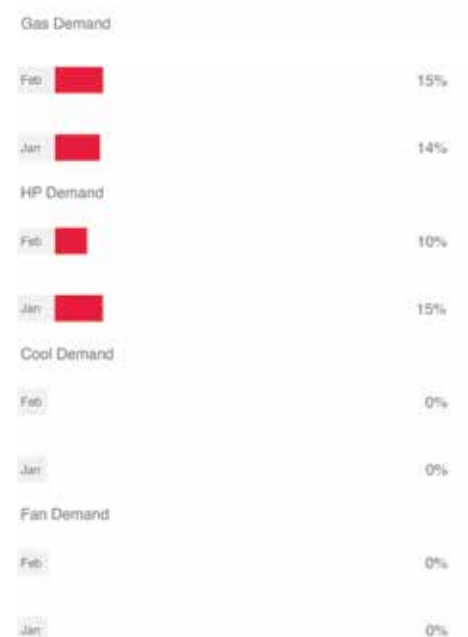 Gas Demand
Feb 15%
Jan 14%
HP Demand
Feb 10%
Jan 15%
Cool Demand
Feb 0%
Jan 0%
Fan Demand
Feb 0%
Jan 0%